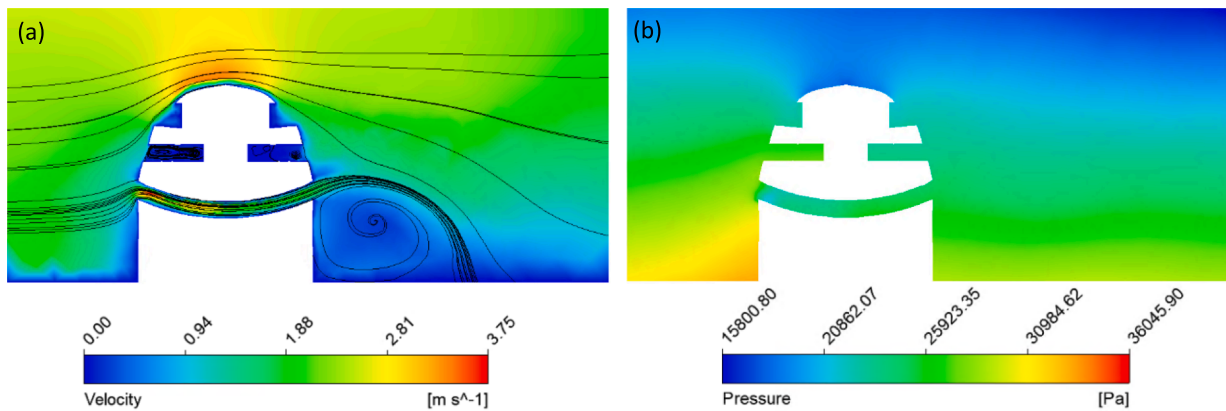 (a)
(b)
0.00
0.94
1.88
2.81
3.75
Velocity
[m s^-1]
15800.80
20862.07
25923.35
30984.62
36045.90
Pressure
[Pa]